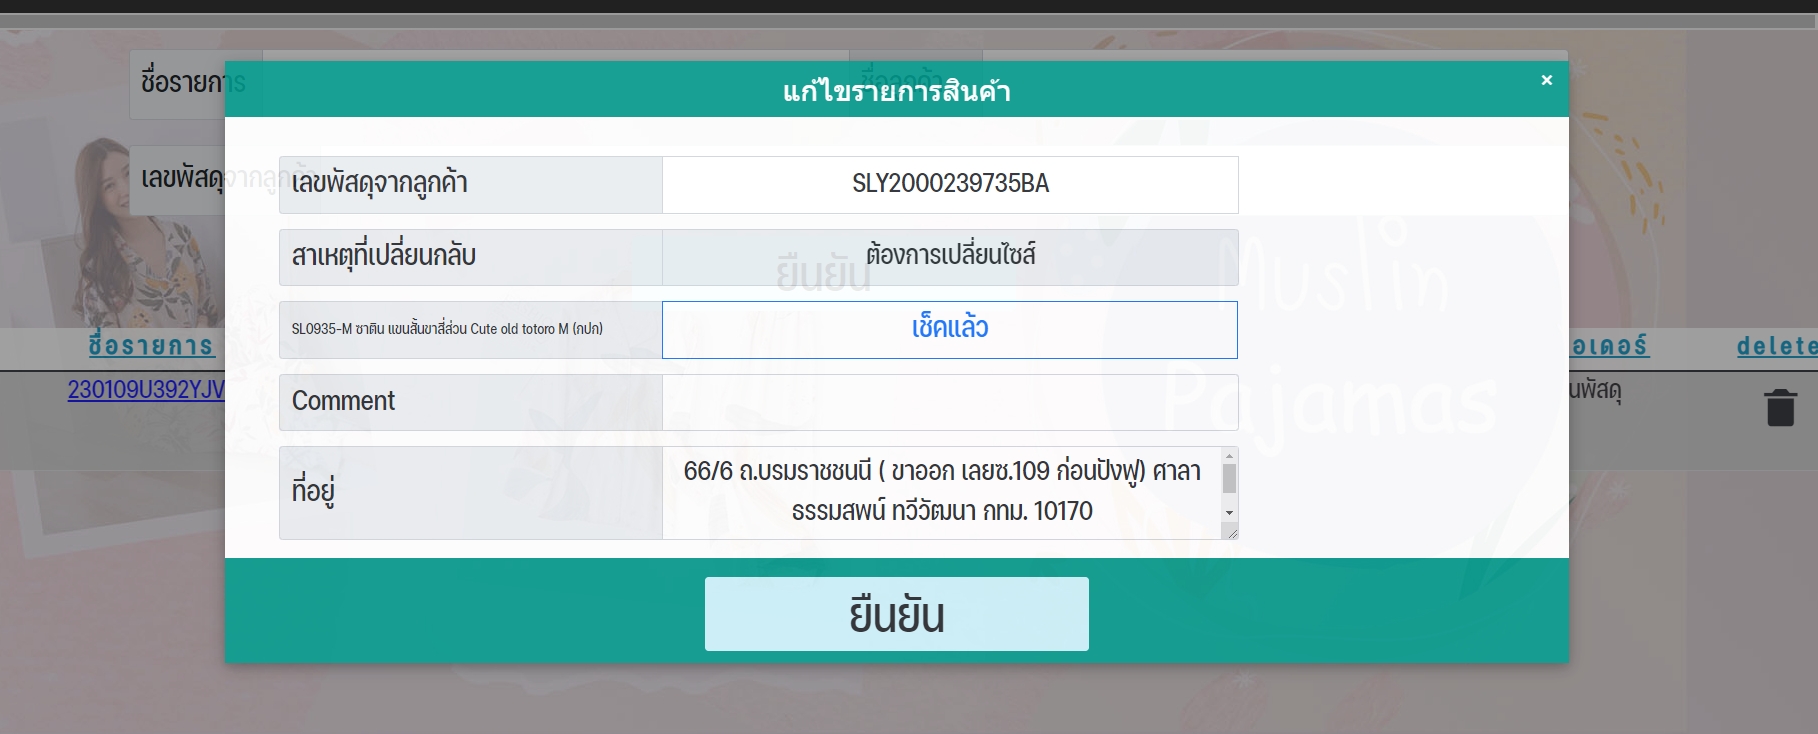 ชื่อรายการ
ชื่อลูกค้า
แก้ไขรายการสินค้า
×
เลขพัสดุจากลูกค้า
เลขพัสดุจากลูกค้า
SLY2000239735BA
สาเหตุที่เปลี่ยนกลับ
ต้องการเปลี่ยนไซส์
ยืนยัน
Muslin
Pajamas
SL0935-M ซาติน แขนสั้นขาสี่ส่วน Cute old totoro M (กปก)
เช็คแล้ว
ชื่อรายการ
อเดอร์
delete
230109U392YJV
นพัสดุ
Comment
ที่อยู่
66/6 ถ.บรมราชชนนี ( ขาออก เลยซ.109 ก่อนปังฟู) ศาลา
ธรรมสพน์ ทวีวัฒนา กทม. 10170
ยืนยัน